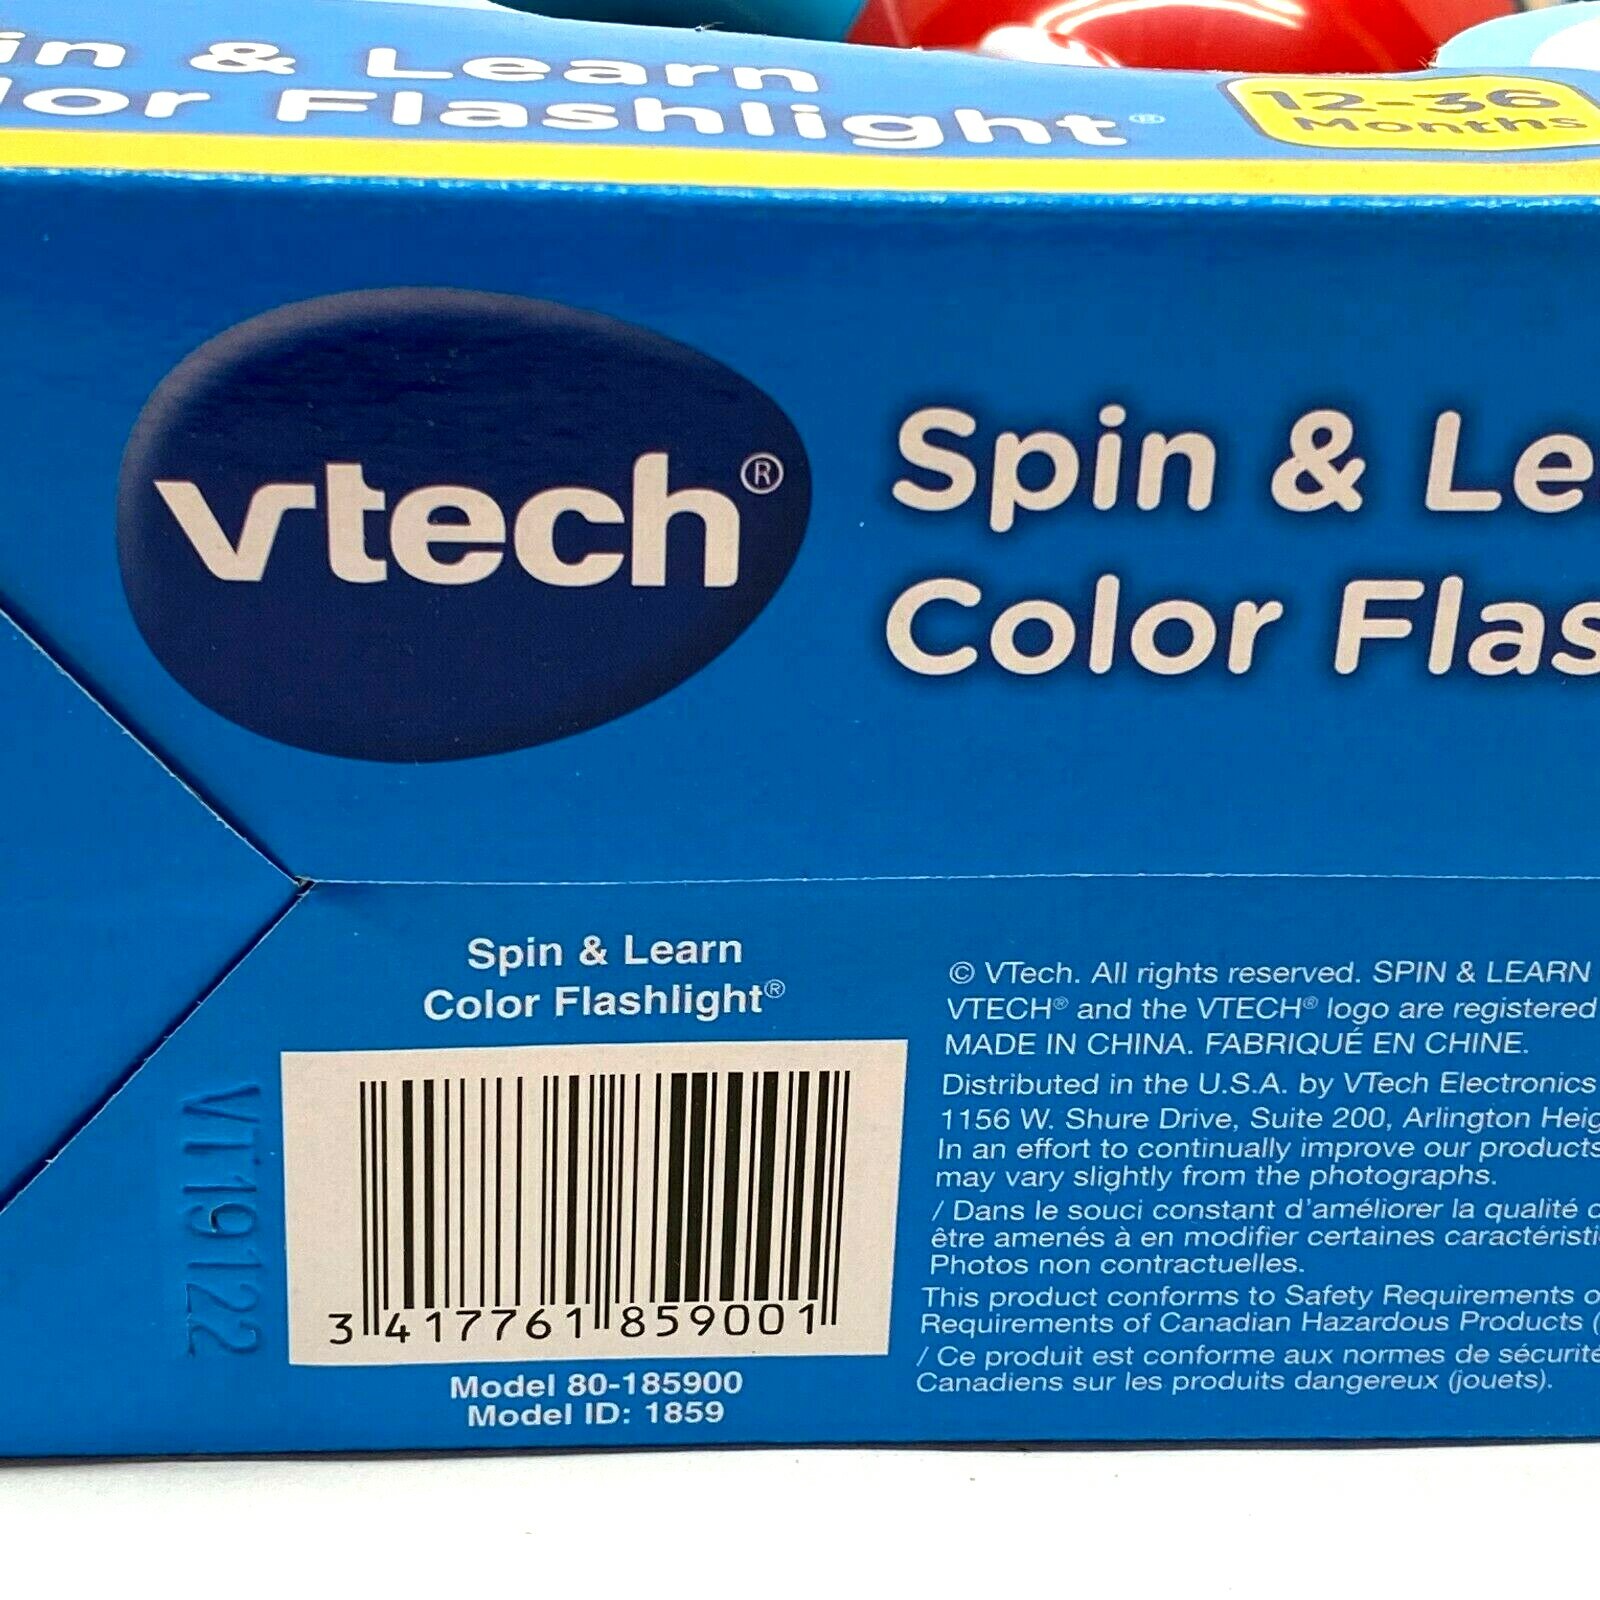 in & Learn
lor Flashlight®
12-36
Months
vtech®
Spin & Le
Color Flas
Spin & Learn
Color Flashlight®
3 417761 859001
Model 80-185900
Model ID: 1859
VT19122
© VTech. All rights reserved. SPIN & LEARN
VTECH® and the VTECH® logo are registered
MADE IN CHINA. FABRIQUÉ EN CHINE.
Distributed in the U.S.A. by VTech Electronics
1156 W. Shure Drive, Suite 200, Arlington Heig
In an effort to continually improve our products
may vary slightly from the photographs.
/ Dans le souci constant d'améliorer la qualité
être amenés à en modifier certaines caractéristi
Photos non contractuelles.
This product conforms to Safety Requirements o
Requirements of Canadian Hazardous Products (
/ Ce produit est conforme aux normes de sécurité
Canadiens sur les produits dangereux (jouets).